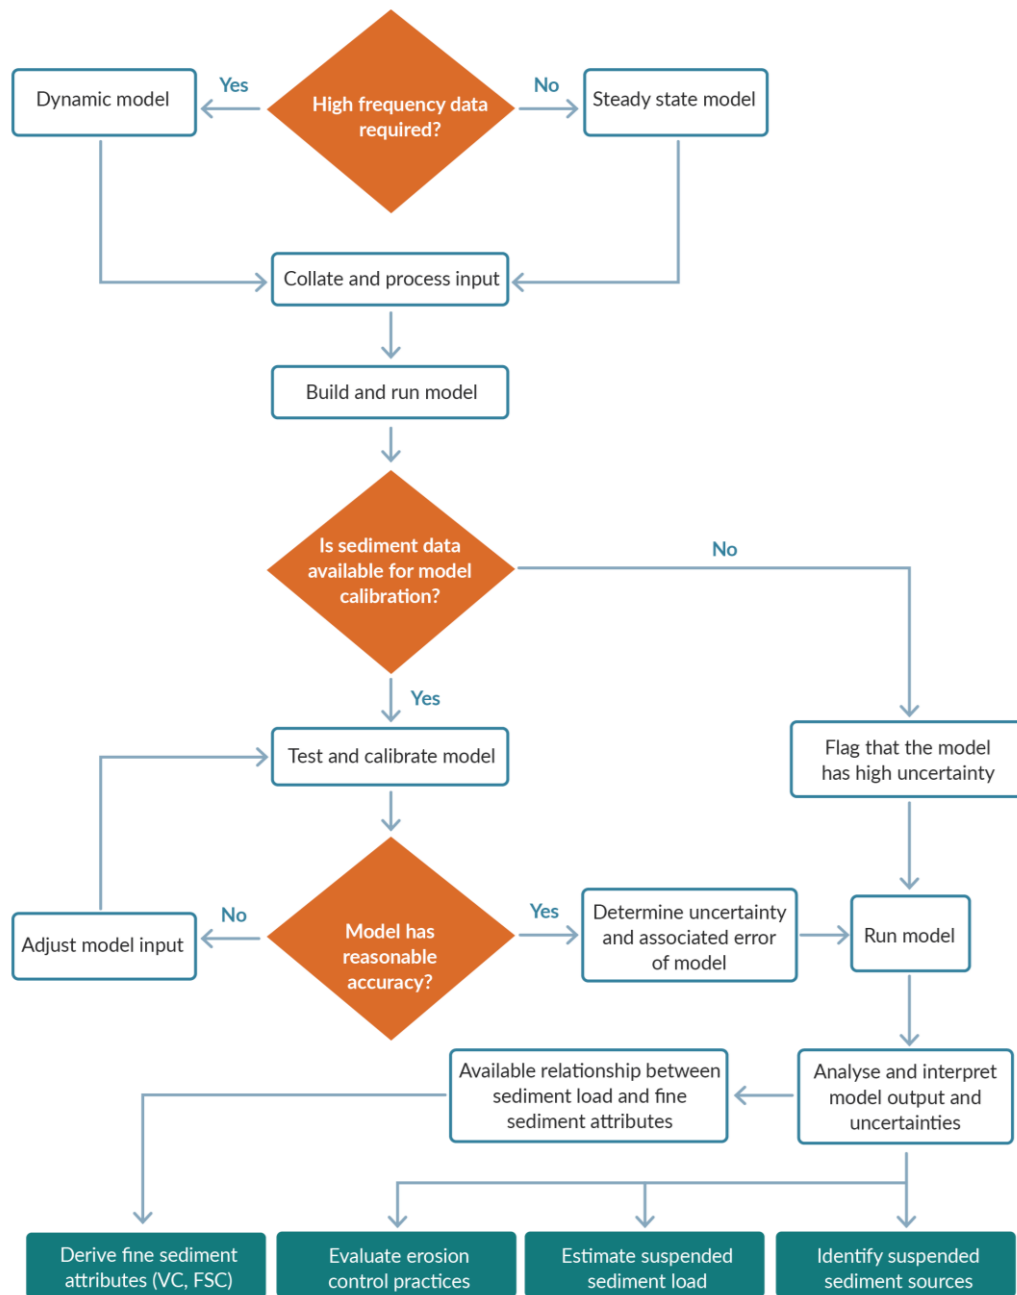 High frequency data
required?
Yes
No
Dynamic model
Steady state model
Collate and process input
Build and run model
Is sediment data
available for model
calibration?
No
Yes
Test and calibrate model
Flag that the model
has high uncertainty
Model has
reasonable
accuracy?
No
Yes
Adjust model input
Determine uncertainty
and associated error
of model
Run model
Analyse and interpret
model output and
uncertainties
Available relationship between
sediment load and fine
sediment attributes
Derive fine sediment
attributes (VC, FSC)
Evaluate erosion
control practices
Estimate suspended
sediment load
Identify suspended
sediment sources